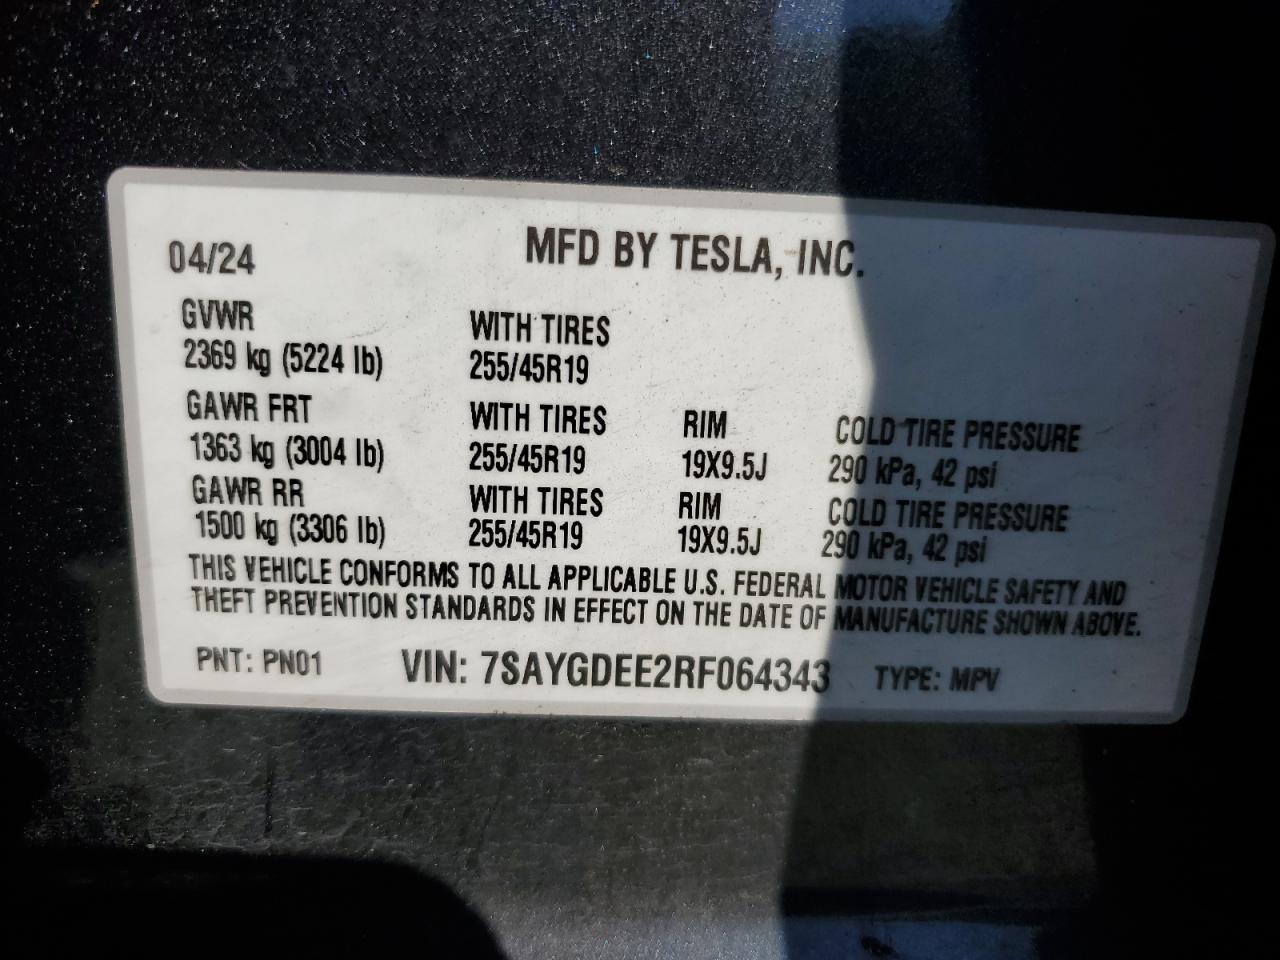 04/24 MFD BY TESLA, INC.
GVWR WITH TIRES
2369 kg (5224 lb) 255/45R19
GAWR FRT WITH TIRES RIM COLD TIRE PRESSURE
1363 kg (3004 lb) 255/45R19 19X9.5J 290 kPa, 42 psi
GAWR RR WITH TIRES RIM COLD TIRE PRESSURE
1500 kg (3306 lb) 255/45R19 19X9.5J 290 kPa, 42 psi
THIS VEHICLE CONFORMS TO ALL APPLICABLE U.S. FEDERAL MOTOR VEHICLE SAFETY AND
THEFT PREVENTION STANDARDS IN EFFECT ON THE DATE OF MANUFACTURE SHOWN ABOVE.
PNT: PN01 VIN: 7SAYGDEE2RF064343 TYPE: MPV